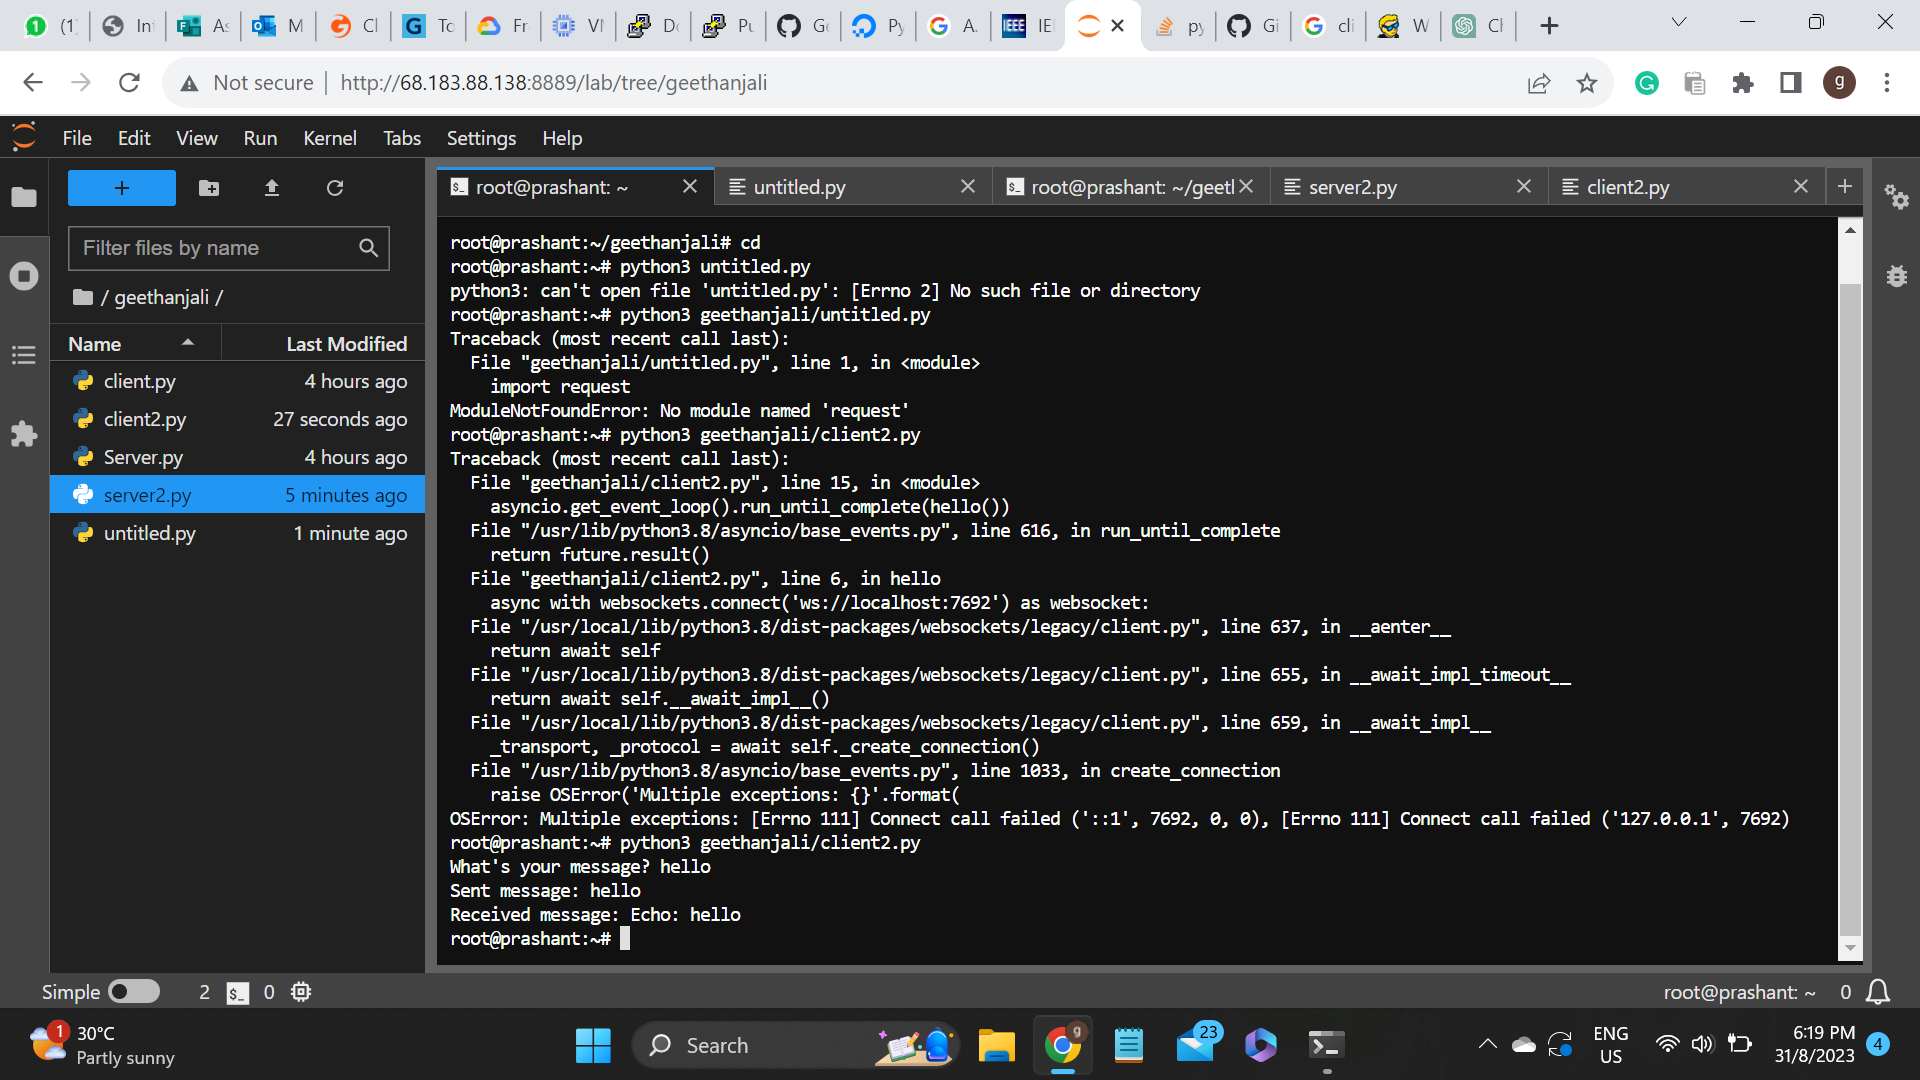 (1)
In
As
M
Cl
To
Fr
VI
Do
Pu
Ge
Py
A.
IEEE
IE
py
Gi
cli
W
Ch
Not secure
http://68.183.88.138:8889/lab/tree/geethanjali
g
File Edit View Run Kernel Tabs Settings Help
root@prashant: ~
untitled.py
root@prashant: ~/geetl
server2.py
client2.py
Filter files by name
/ geethanjali /
Name Last Modified
client.py 4 hours ago
client2.py 27 seconds ago
Server.py 4 hours ago
server2.py 5 minutes ago
untitled.py 1 minute ago
root@prashant:~/geethanjali# cd
root@prashant:~# python3 untitled.py
python3: can't open file 'untitled.py': [Errno 2] No such file or directory
root@prashant:~# python3 geethanjali/untitled.py
Traceback (most recent call last):
File "geethanjali/untitled.py", line 1, in <module>
import request
ModuleNotFoundError: No module named 'request'
root@prashant:~# python3 geethanjali/client2.py
Traceback (most recent call last):
File "geethanjali/client2.py", line 15, in <module>
asyncio.get_event_loop().run_until_complete(hello())
File "/usr/lib/python3.8/asyncio/base_events.py", line 616, in run_until_complete
return future.result()
File "geethanjali/client2.py", line 6, in hello
async with websockets.connect('ws://localhost:7692') as websocket:
File "/usr/local/lib/python3.8/dist-packages/websockets/legacy/client.py", line 637, in __aenter__
return await self
File "/usr/local/lib/python3.8/dist-packages/websockets/legacy/client.py", line 655, in __await_impl_timeout__
return await self.__await_impl__()
File "/usr/local/lib/python3.8/dist-packages/websockets/legacy/client.py", line 659, in __await_impl__
_transport, _protocol = await self._create_connection()
File "/usr/lib/python3.8/asyncio/base_events.py", line 1033, in create_connection
raise OSError('Multiple exceptions: {}'.format(
OSError: Multiple exceptions: [Errno 111] Connect call failed ('::1', 7692, 0, 0), [Errno 111] Connect call failed ('127.0.0.1', 7692)
root@prashant:~# python3 geethanjali/client2.py
What's your message? hello
Sent message: hello
Received message: Echo: hello
root@prashant:~#
Simple 2 0
root@prashant: ~ 0
1
30°C
Partly sunny
Search
g
23
ENG
US
6:19 PM
31/8/2023
4